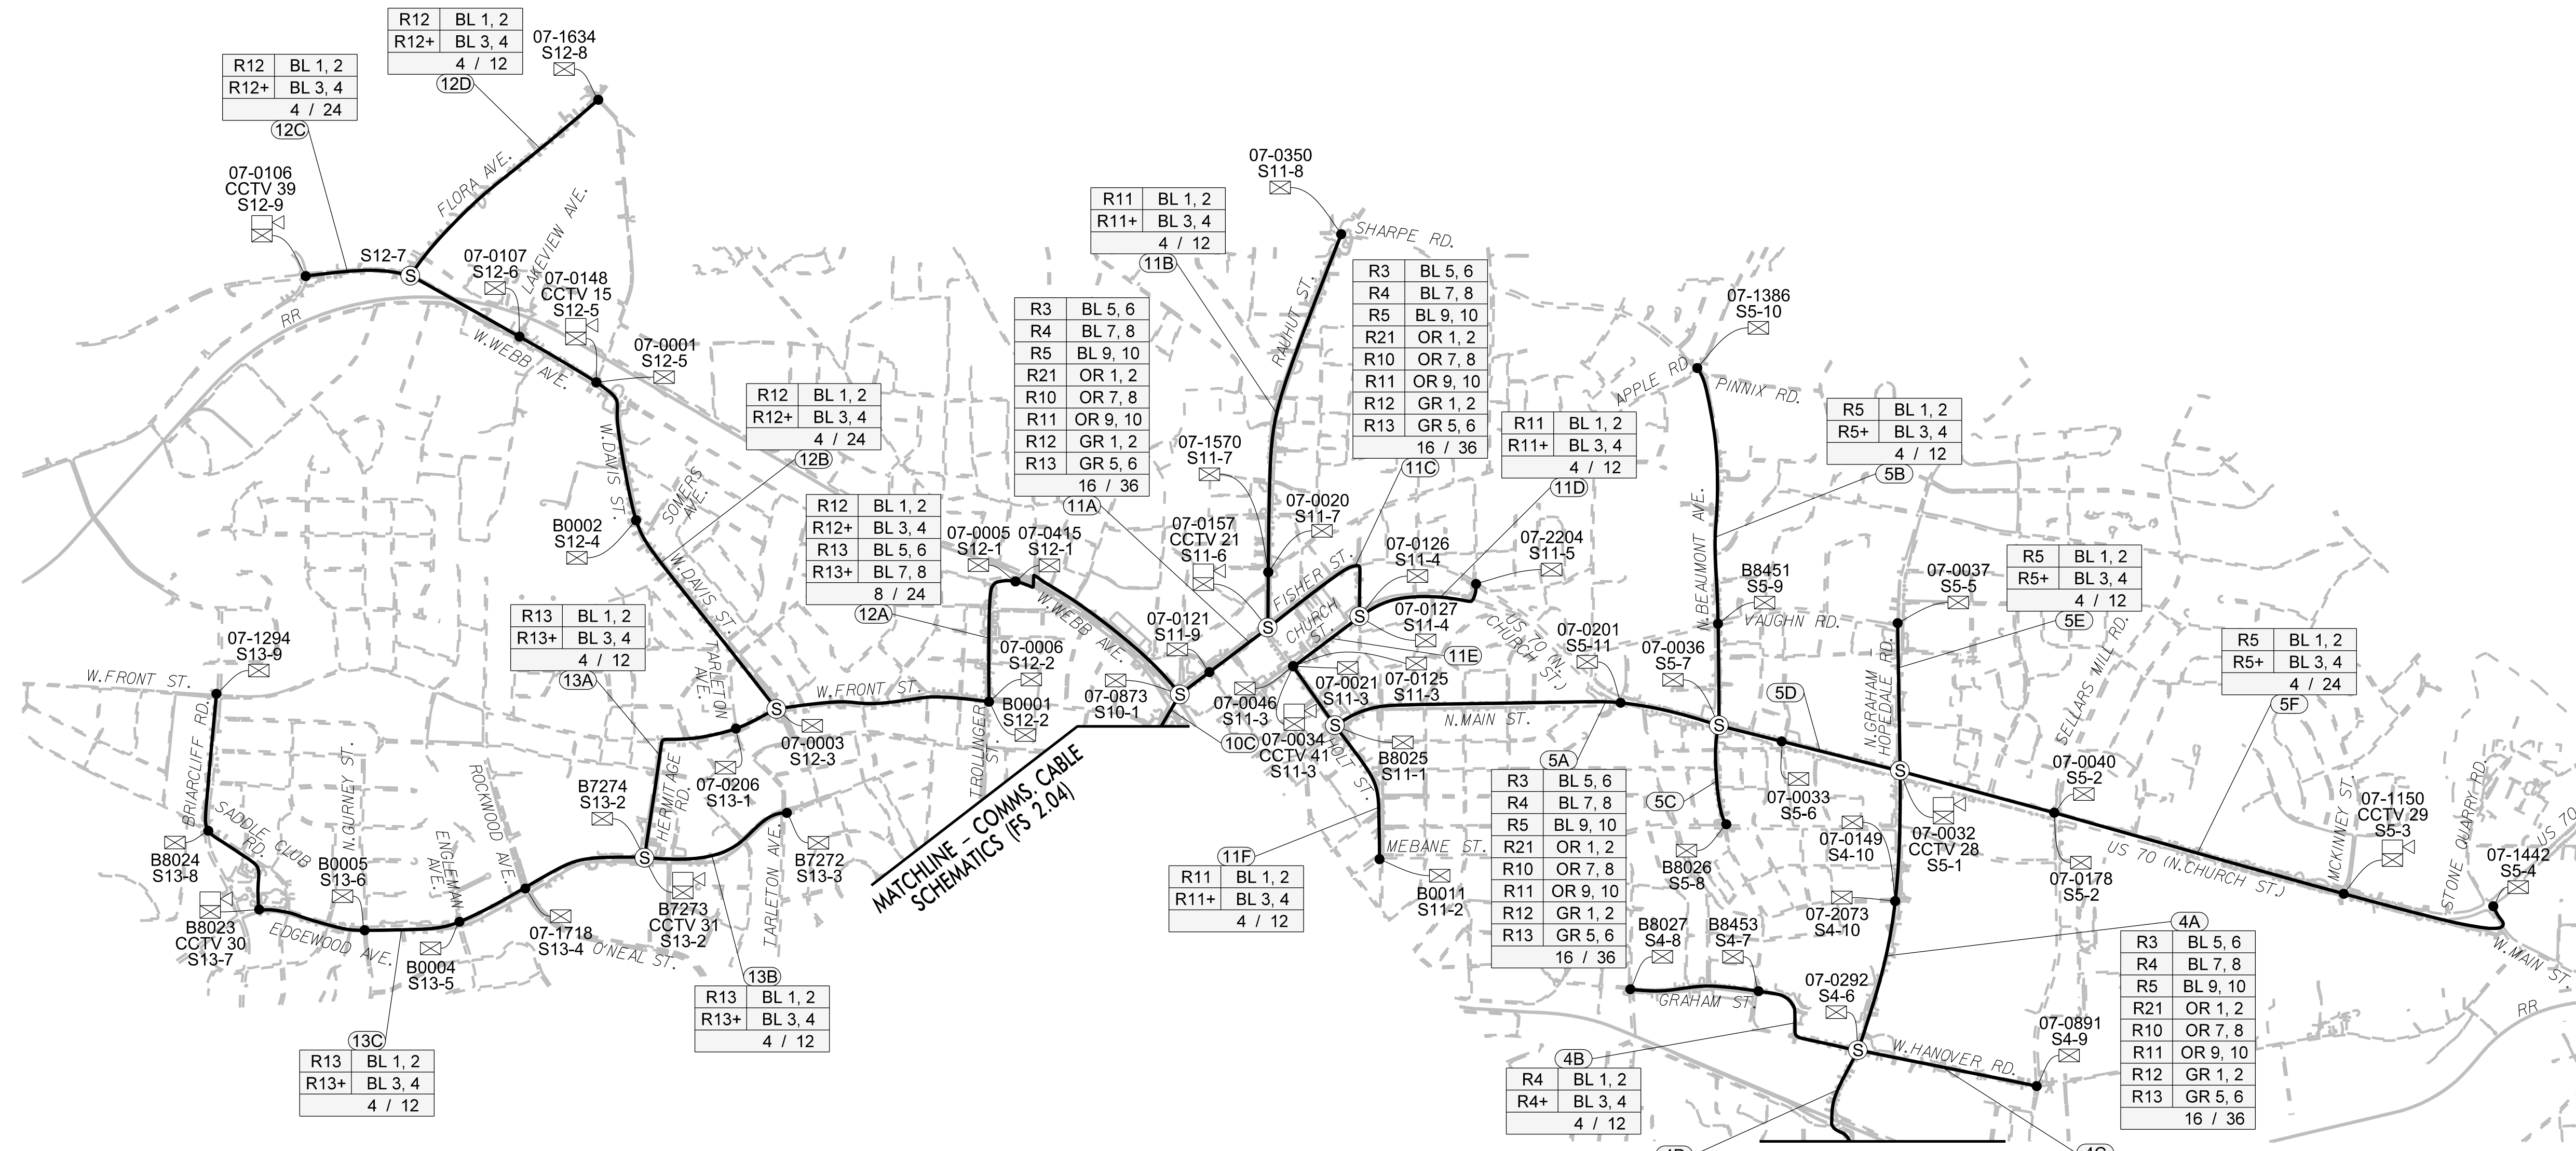 R12 BL 1, 2
R12+ BL 3, 4
4 / 12
12D
07-1634
S12-8
R12 BL 1, 2
R12+ BL 3, 4
4 / 24
12C
07-0106
CCTV 39
S12-9
FLORA AVE.
LAKEVIEW AVE.
S12-7
S
07-0107
S12-6
07-0148
CCTV 15
S12-5
07-0001
S12-5
RR
W.WEBB AVE.
W.DAVIS ST.
SOMERS
AVE.
B0002
S12-4
R12 BL 1, 2
R12+ BL 3, 4
4 / 24
12B
W.DAVIS ST.
TARLETON
AVE.
R12 BL 1, 2
R12+ BL 3, 4
R13 BL 5, 6
R13+ BL 7, 8
8 / 24
12A
07-0005
S12-1
07-0415
S12-1
W.WEBB AVE.
07-0006
S12-2
B0001
S12-2
W.FRONT ST.
TROLLINGER
ST.
S
07-0003
S12-3
07-0206
S13-1
R13 BL 1, 2
R13+ BL 3, 4
4 / 12
13A
07-1294
S13-9
W.FRONT ST.
BRIARCLIFF RD.
SADDLE CLUB
RD.
N.GURNEY ST.
ENGLEMAN
AVE.
ROCKWOOD AVE.
HERMITAGE
RD.
B7274
S13-2
S
B7273
CCTV 31
S13-2
TARLETON AVE.
B7272
S13-3
B8024
S13-8
B8023
CCTV 30
S13-7
B0005
S13-6
EDGEWOOD AVE.
B0004
S13-5
07-1718
S13-4
O'NEAL ST.
13C
R13 BL 1, 2
R13+ BL 3, 4
4 / 12
13B
R13 BL 1, 2
R13+ BL 3, 4
4 / 12
MATCHLINE – COMMS. CABLE
SCHEMATICS (FS 2.04)
R3 BL 5, 6
R4 BL 7, 8
R5 BL 9, 10
R21 OR 1, 2
R10 OR 7, 8
R11 OR 9, 10
R12 GR 1, 2
R13 GR 5, 6
16 / 36
11A
R11 BL 1, 2
R11+ BL 3, 4
4 / 12
11B
07-0350
S11-8
SHARPE RD.
RAUHUT ST.
R3 BL 5, 6
R4 BL 7, 8
R5 BL 9, 10
R21 OR 1, 2
R10 OR 7, 8
R11 OR 9, 10
R12 GR 1, 2
R13 GR 5, 6
16 / 36
11C
07-1570
S11-7
07-0020
S11-7
07-0157
CCTV 21
S11-6
S
FISHER ST.
CHURCH
ST.
07-0121
S11-9
07-0873
S10-1
S
10C
R11 BL 1, 2
R11+ BL 3, 4
4 / 12
11D
07-0126
S11-4
07-2204
S11-5
S
07-0127
S11-4
US 70 (N.
CHURCH ST.)
11E
07-0046
S11-3
07-0021
S11-3
07-0125
S11-3
07-0034
CCTV 41
S11-3
S
HOLT ST.
B8025
S11-1
N.MAIN ST.
MEBANE ST.
B0011
S11-2
11F
R11 BL 1, 2
R11+ BL 3, 4
4 / 12
07-0201
S5-11
5A
R3 BL 5, 6
R4 BL 7, 8
R5 BL 9, 10
R21 OR 1, 2
R10 OR 7, 8
R11 OR 9, 10
R12 GR 1, 2
R13 GR 5, 6
16 / 36
07-1386
S5-10
APPLE RD.
PINNIX RD.
N.BEAUMONT AVE.
R5 BL 1, 2
R5+ BL 3, 4
4 / 12
5B
B8451
S5-9
VAUGHN RD.
07-0036
S5-7
S
5C
5D
07-0033
S5-6
B8026
S5-8
07-0037
S5-5
N.GRAHAM –
HOPEDALE RD.
R5 BL 1, 2
R5+ BL 3, 4
4 / 12
5E
SELLARS MILL RD.
S
07-0032
CCTV 28
S5-1
07-0149
S4-10
07-2073
S4-10
07-0040
S5-2
07-0178
S5-2
R5 BL 1, 2
R5+ BL 3, 4
4 / 24
5F
US 70 (N.CHURCH ST.)
MCKINNEY ST.
07-1150
CCTV 29
S5-3
STONE QUARRY RD.
US 70
07-1442
S5-4
W.MAIN ST.
RR
B8027
S4-8
B8453
S4-7
GRAHAM ST.
07-0292
S4-6
S
W.HANOVER RD.
07-0891
S4-9
4A
R3 BL 5, 6
R4 BL 7, 8
R5 BL 9, 10
R21 OR 1, 2
R10 OR 7, 8
R11 OR 9, 10
R12 GR 1, 2
R13 GR 5, 6
16 / 36
4B
R4 BL 1, 2
R4+ BL 3, 4
4 / 12